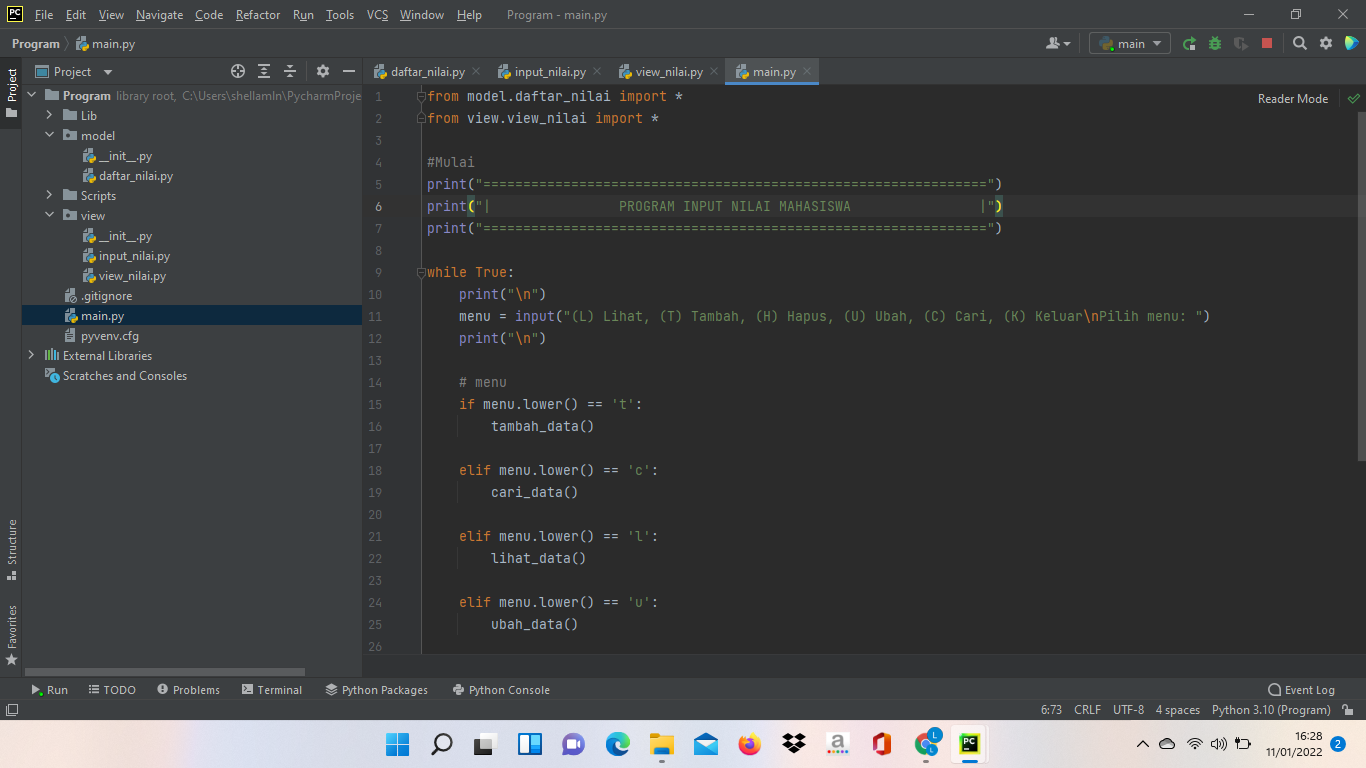 PC File Edit View Navigate Code Refactor Run Tools VCS Window Help Program - main.py
Program main.py main
Project
Project
daftar_nilai.py input_nilai.py view_nilai.py main.py
Program library root, C:\Users\shellamln\PycharmProje
Lib
model
__init__.py
daftar_nilai.py
Scripts
view
__init__.py
input_nilai.py
view_nilai.py
.gitignore
main.py
pyvenv.cfg
External Libraries
Scratches and Consoles
Structure
Favorites
Reader Mode
1 from model.daftar_nilai import *
2 from view.view_nilai import *
3
4 #Mulai
5 print("===============================================================")
6 print("|                PROGRAM INPUT NILAI MAHASISWA                |")
7 print("===============================================================")
8
9 while True:
10     print("\n")
11     menu = input("(L) Lihat, (T) Tambah, (H) Hapus, (U) Ubah, (C) Cari, (K) Keluar\nPilih menu: ")
12     print("\n")
13
14     # menu
15     if menu.lower() == 't':
16         tambah_data()
17
18     elif menu.lower() == 'c':
19         cari_data()
20
21     elif menu.lower() == 'l':
22         lihat_data()
23
24     elif menu.lower() == 'u':
25         ubah_data()
26
Run TODO Problems Terminal Python Packages Python Console Event Log
6:73 CRLF UTF-8 4 spaces Python 3.10 (Program)
a L L PC
16:28
11/01/2022 2